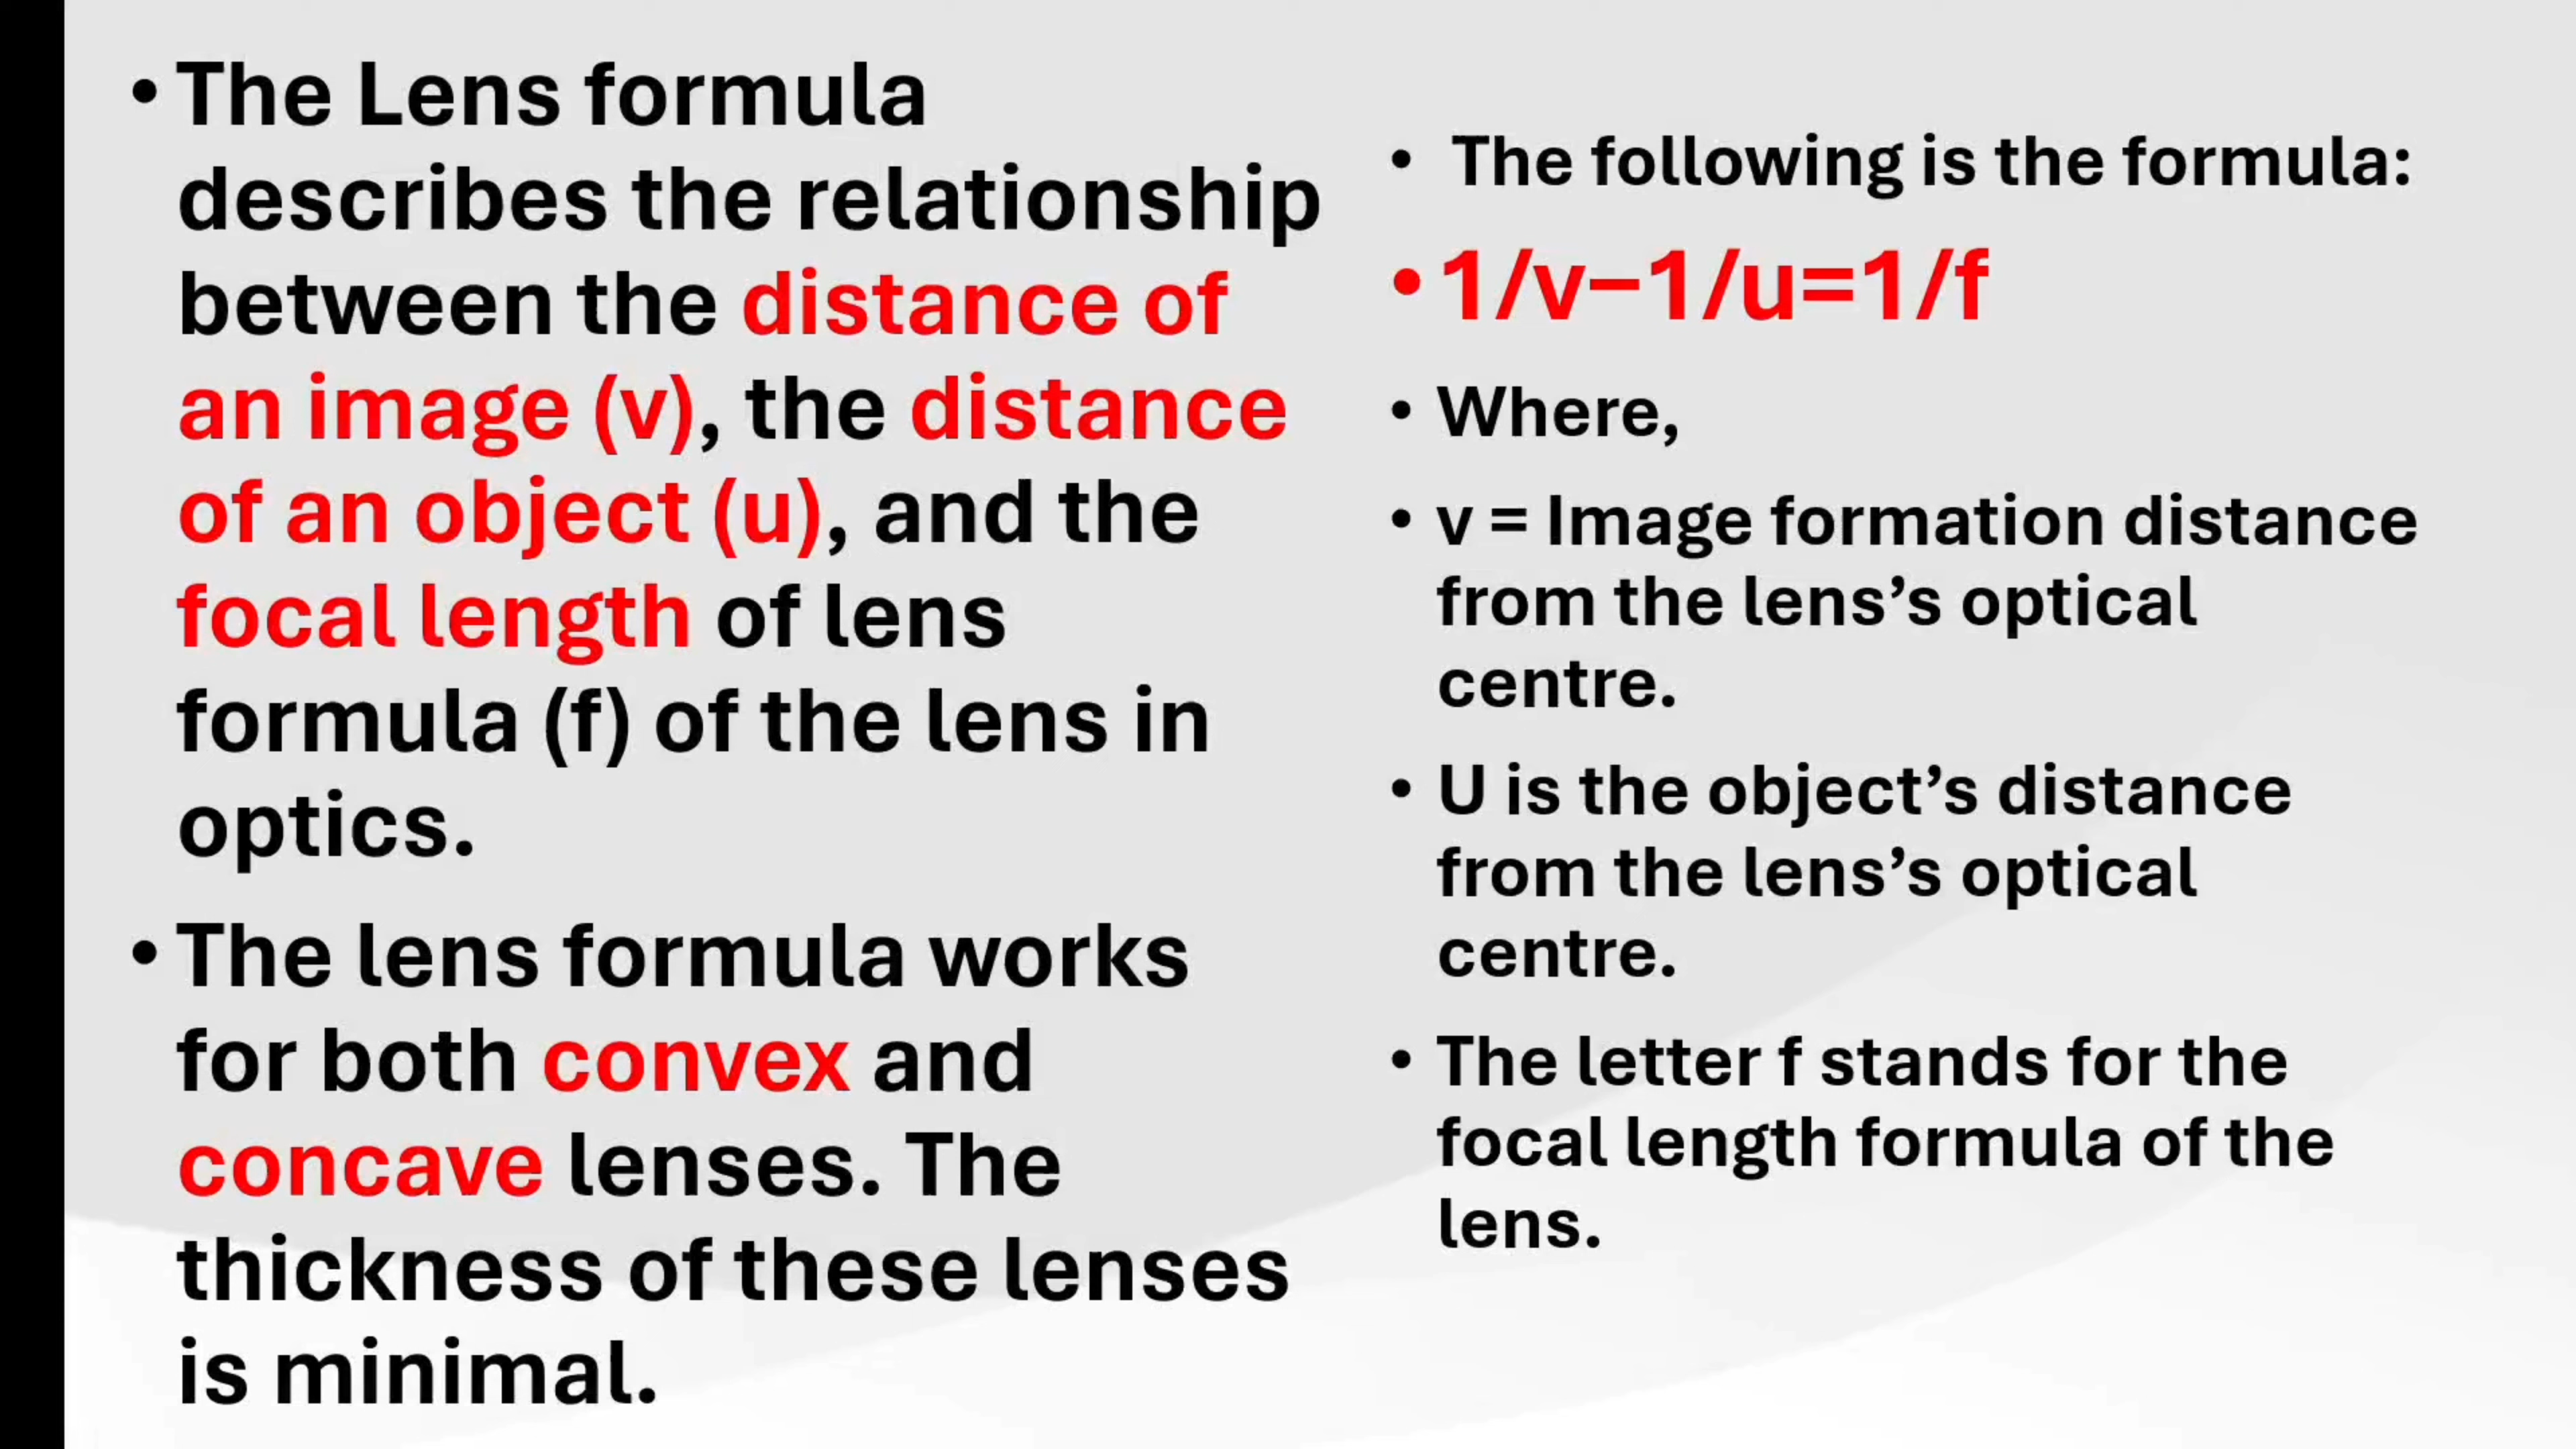 • The Lens formula
describes the relationship
between the distance of
an image (v), the distance
of an object (u), and the
focal length of lens
formula (f) of the lens in
optics.
• The lens formula works
for both convex and
concave lenses. The
thickness of these lenses
is minimal.
• The following is the formula:
• 1/v−1/u=1/f
• Where,
• v = Image formation distance
from the lens’s optical
centre.
• U is the object’s distance
from the lens’s optical
centre.
• The letter f stands for the
focal length formula of the
lens.